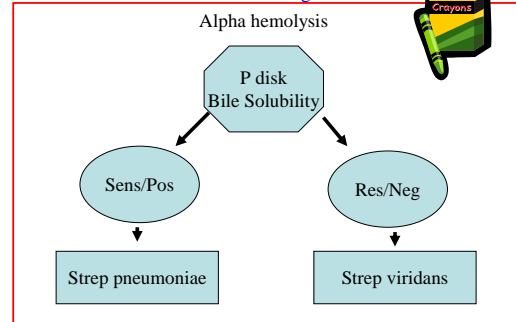 Crayons
Alpha hemolysis
P disk
Bile Solubility
Sens/Pos
Res/Neg
Strep pneumoniae
Strep viridans